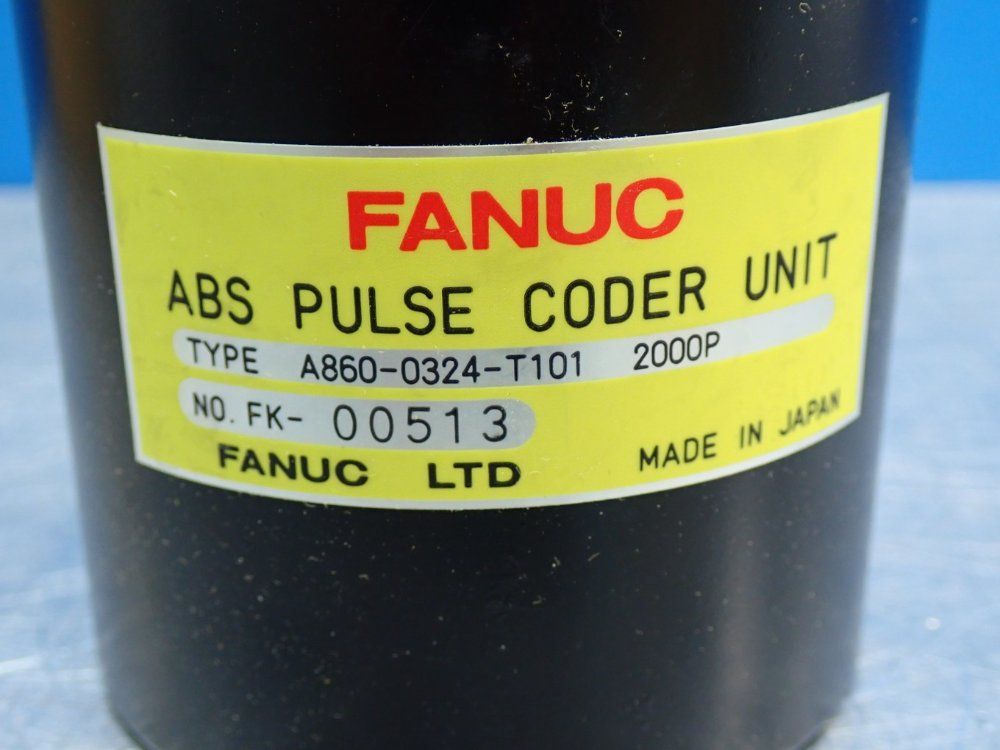 FANUC
ABS PULSE CODER UNIT
TYPE A860-0324-T101 2000P
NO. FK- 00513
FANUC LTD MADE IN JAPAN